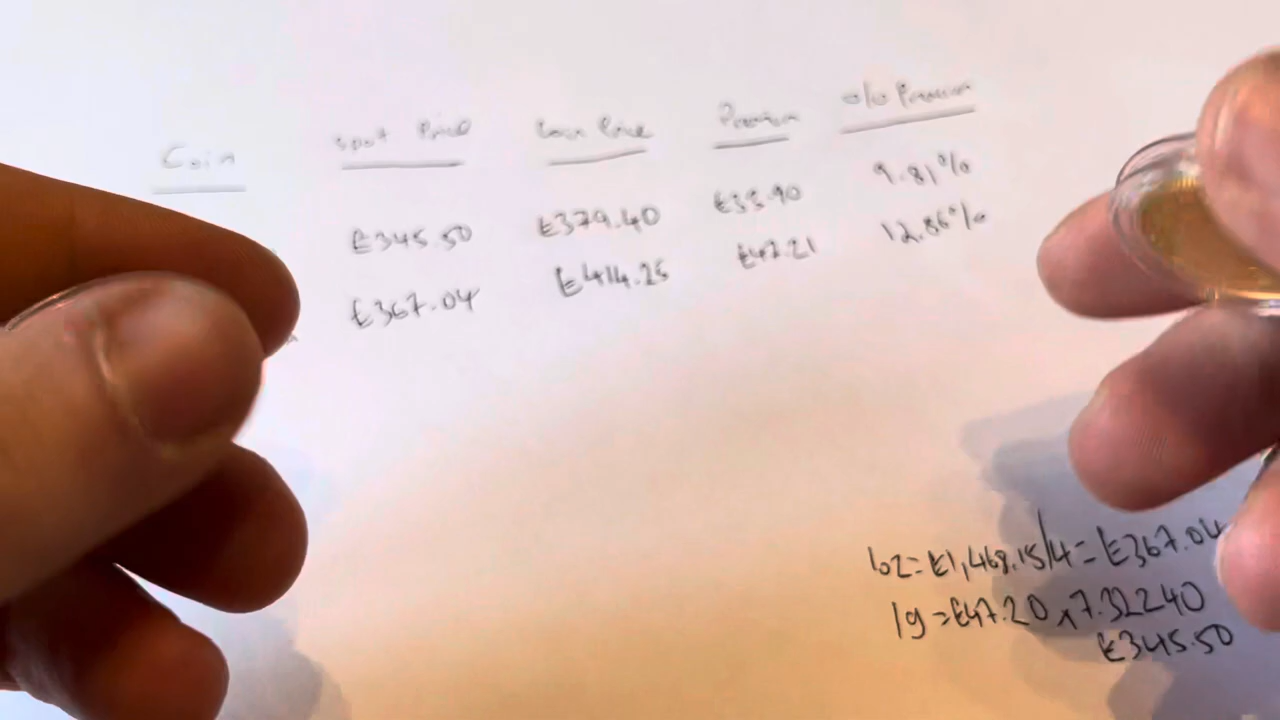 Coin Spot Price Coin Price Premium % Premium
£345.50 £379.40 £33.90 9.81%
£367.04 £414.25 £47.21 12.86%
1oz = £1,468.15/4 = £367.04
1g = £47.20 x 7.32240
£345.50